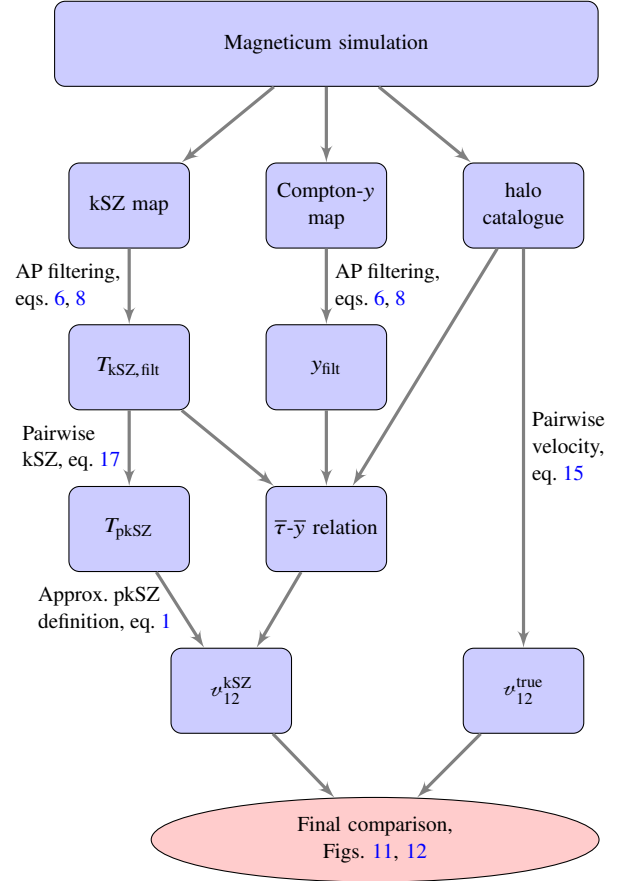 Magneticum simulation
kSZ map
Compton-y
map
halo
catalogue
AP filtering,
eqs. 6, 8
AP filtering,
eqs. 6, 8
T_kSZ, filt
y_filt
Pairwise
kSZ, eq. 17
Pairwise
velocity,
eq. 15
T_pkSZ
τ̅-y̅ relation
Approx. pkSZ
definition, eq. 1
v_12^kSZ
v_12^true
Final comparison,
Figs. 11, 12